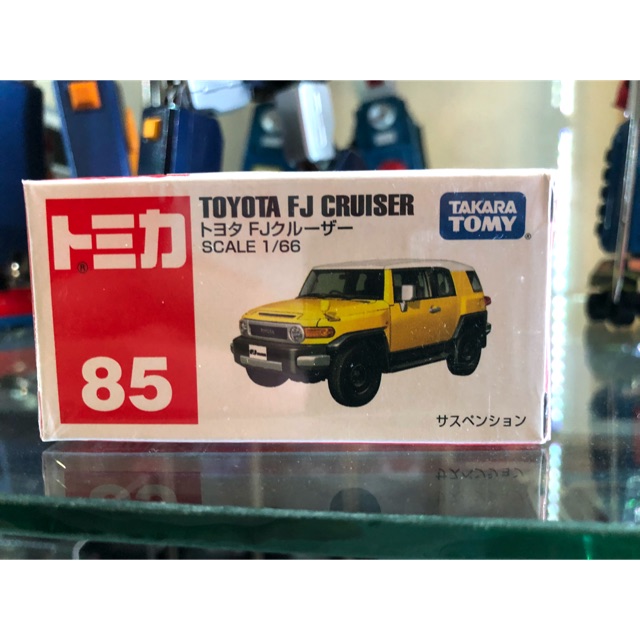 トミカ
®
85
TOYOTA FJ CRUISER
トヨタ FJクルーザー
SCALE 1/66
TAKARA
TOMY
サスペンション